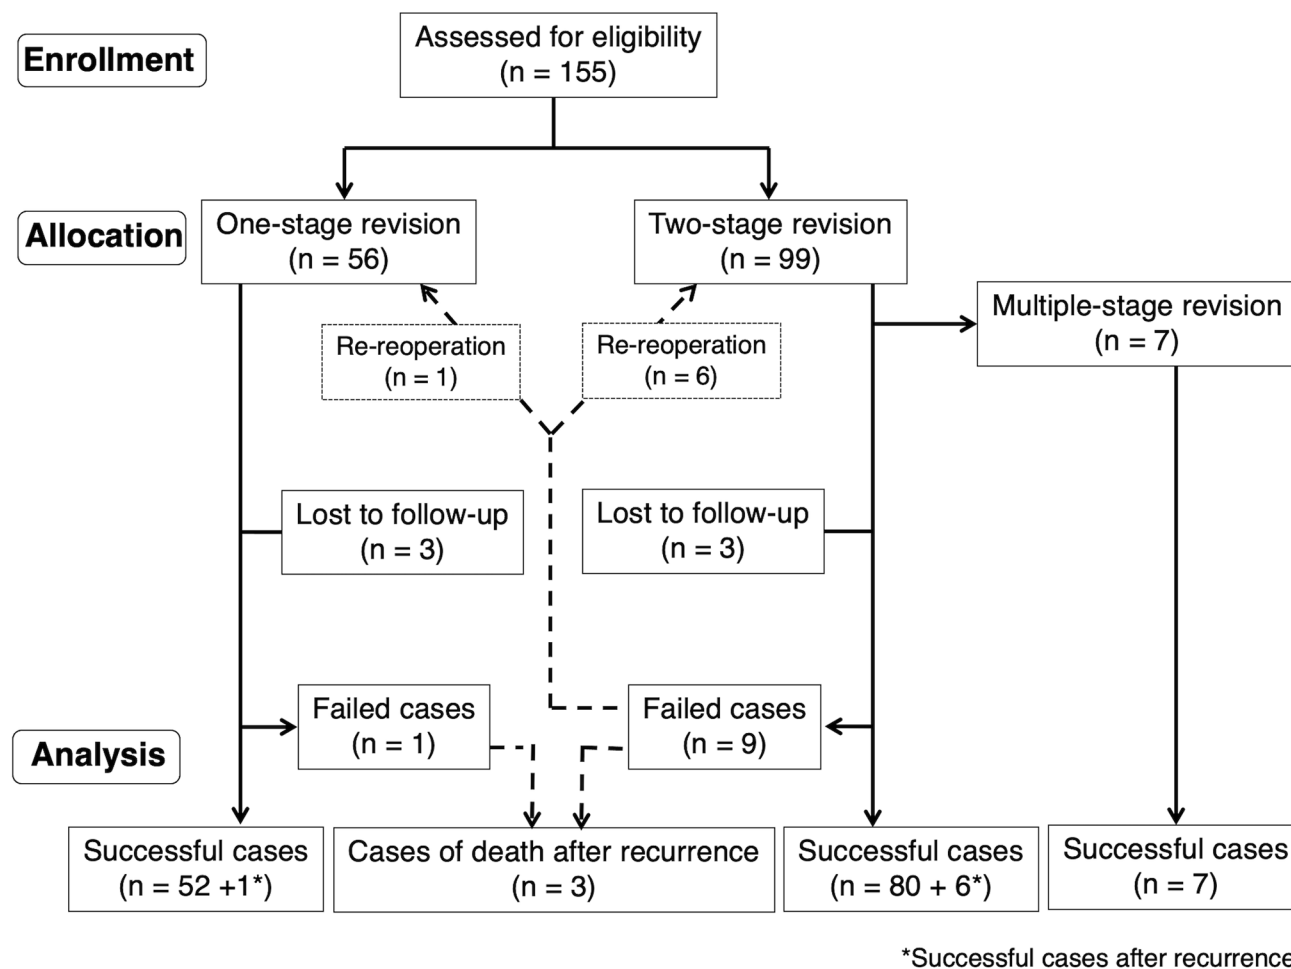 Enrollment
Assessed for eligibility
(n = 155)
Allocation
One-stage revision
(n = 56)
Two-stage revision
(n = 99)
Multiple-stage revision
(n = 7)
Re-reoperation
(n = 1)
Re-reoperation
(n = 6)
Lost to follow-up
(n = 3)
Lost to follow-up
(n = 3)
Analysis
Failed cases
(n = 1)
Failed cases
(n = 9)
Successful cases
(n = 52 +1*)
Cases of death after recurrence
(n = 3)
Successful cases
(n = 80 + 6*)
Successful cases
(n = 7)
*Successful cases after recurrence